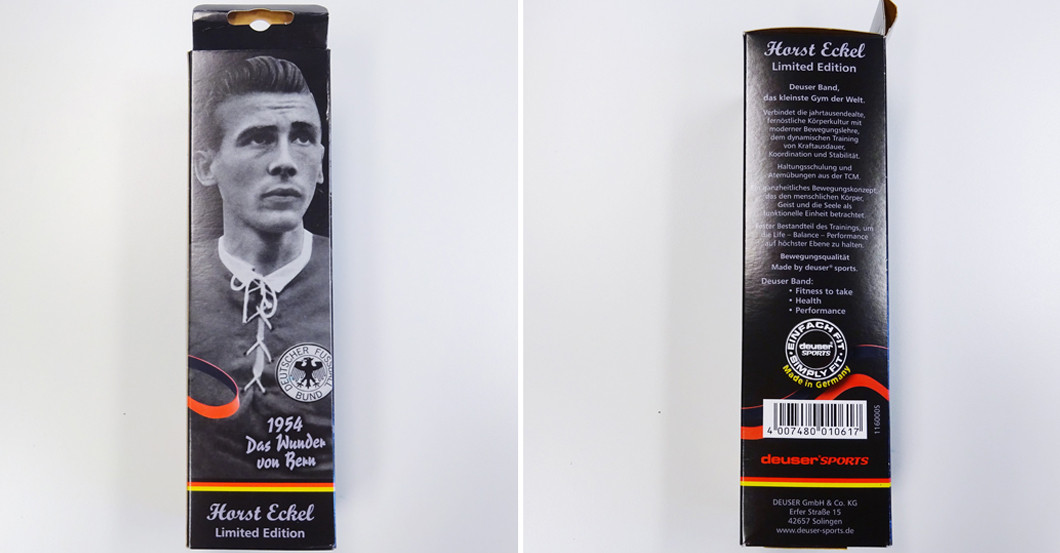 DEUTSCHER FUSSBALL
BUND
1954
Das Wunder
von Bern
Horst Eckel
Limited Edition
Horst Eckel
Limited Edition
Deuser Band,
das kleinste Gym der Welt.
Verbindet die jahrtausendealte,
fernöstliche Körperkultur mit
moderner Bewegungslehre,
dem dynamischen Training
von Kraftausdauer,
Koordination und Stabilität.
Haltungsschulung und
Atemübungen aus der TCM.
Ein ganzheitliches Bewegungskonzept,
das den menschlichen Körper,
Geist und die Seele als
funktionelle Einheit betrachtet.
Fester Bestandteil des Trainings, um
die Life – Balance – Performance
auf höchster Ebene zu halten.
Bewegungsqualität
Made by deuser® sports.
Deuser Band:
• Fitness to take
• Health
• Performance
EINFACH FIT
deuser®
SPORTS
SIMPLY FIT
Made in Germany
4 007480 010617
1160005
deuser®SPORTS
DEUSER GmbH & Co. KG
Erfer Straße 15
42657 Solingen
www.deuser-sports.de